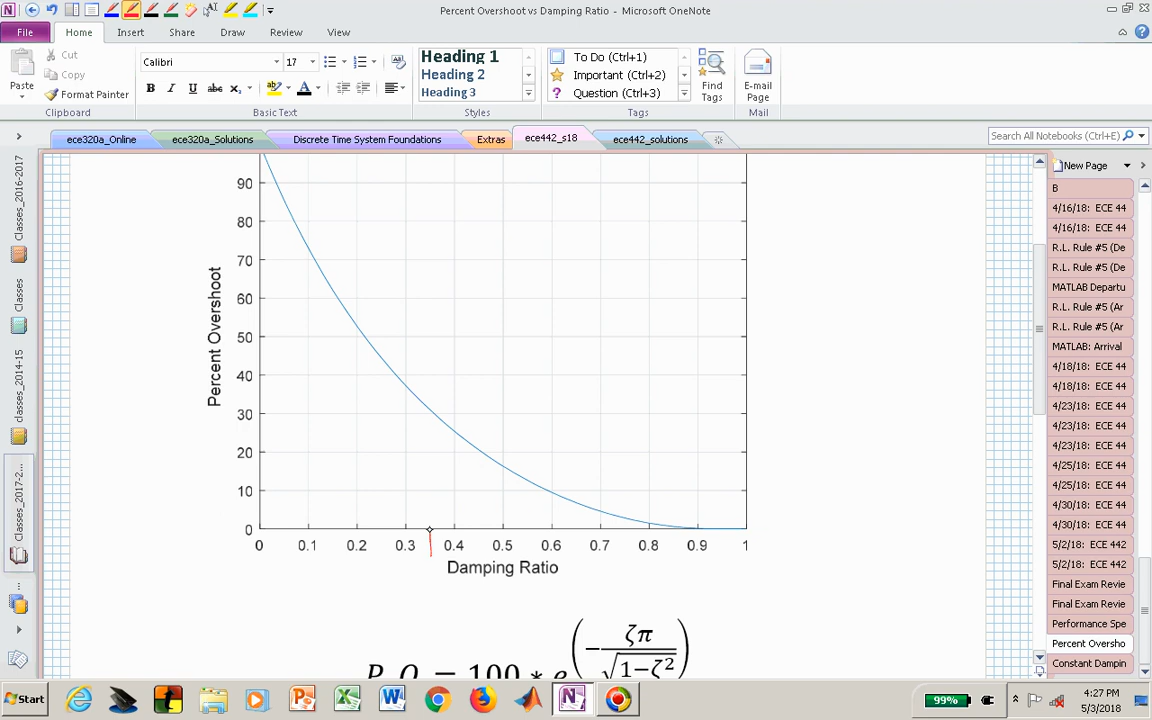 Percent Overshoot vs Damping Ratio - Microsoft OneNote
File Home Insert Share Draw Review View
Paste
Cut
Copy
Format Painter
Clipboard
Calibri 17
B I U abc x₂ A
Basic Text
Heading 1
Heading 2
Heading 3
Styles
To Do (Ctrl+1)
Important (Ctrl+2)
Question (Ctrl+3)
Find
Tags
Tags
E-mail
Page
Mail
ece320a_Online ece320a_Solutions Discrete Time System Foundations Extras ece442_s18 ece442_solutions
Search All Notebooks (Ctrl+E)
Classes_2016-2017
Classes
classes_2014-15
Classes_2017-2...
90
80
70
60
50
40
30
20
10
0
Percent Overshoot
0 0.1 0.2 0.3 0.4 0.5 0.6 0.7 0.8 0.9 1
Damping Ratio
P.O. = 100 * e^(-ζπ/√(1-ζ²))
New Page
B
4/16/18: ECE 44
4/16/18: ECE 44
R.L. Rule #5 (De
R.L. Rule #5 (De
MATLAB Departu
R.L. Rule #5 (Ar
R.L. Rule #5 (Ar
MATLAB: Arrival
4/18/18: ECE 44
4/18/18: ECE 44
4/23/18: ECE 44
4/23/18: ECE 44
4/23/18: ECE 44
4/25/18: ECE 44
4/25/18: ECE 44
4/30/18: ECE 44
4/30/18: ECE 44
5/2/18: ECE 442
5/2/18: ECE 442
Final Exam Revie
Final Exam Revie
Performance Spe
Percent Oversho
Constant Dampin
Start
99%
4:27 PM
5/3/2018